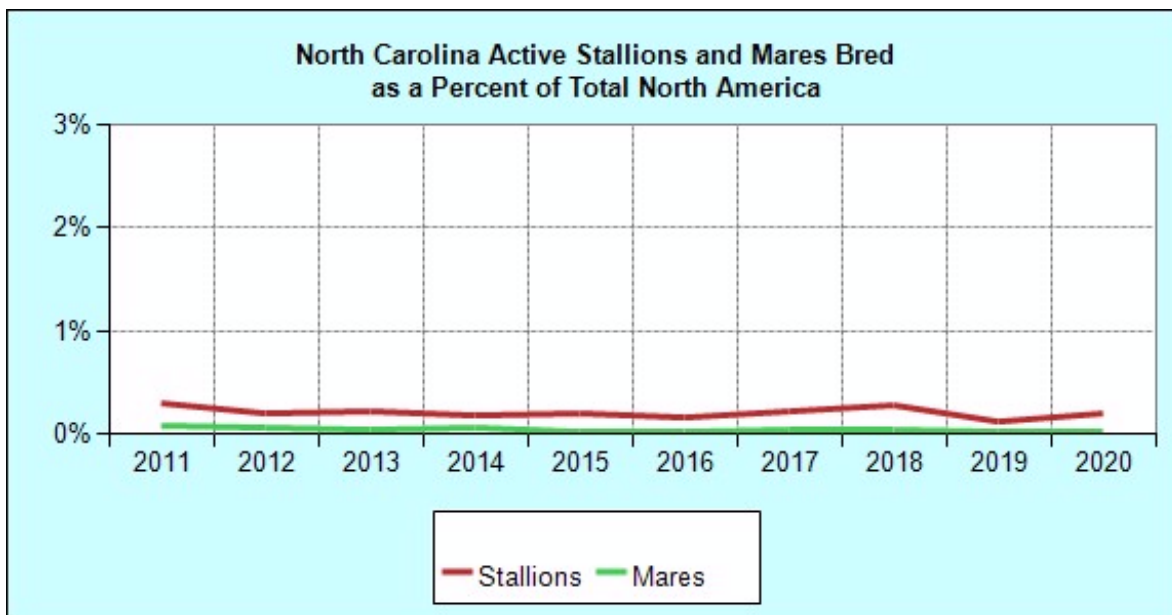 North Carolina Active Stallions and Mares Bred
as a Percent of Total North America
3%
2%
1%
0%
2011 2012 2013 2014 2015 2016 2017 2018 2019 2020
Stallions Mares